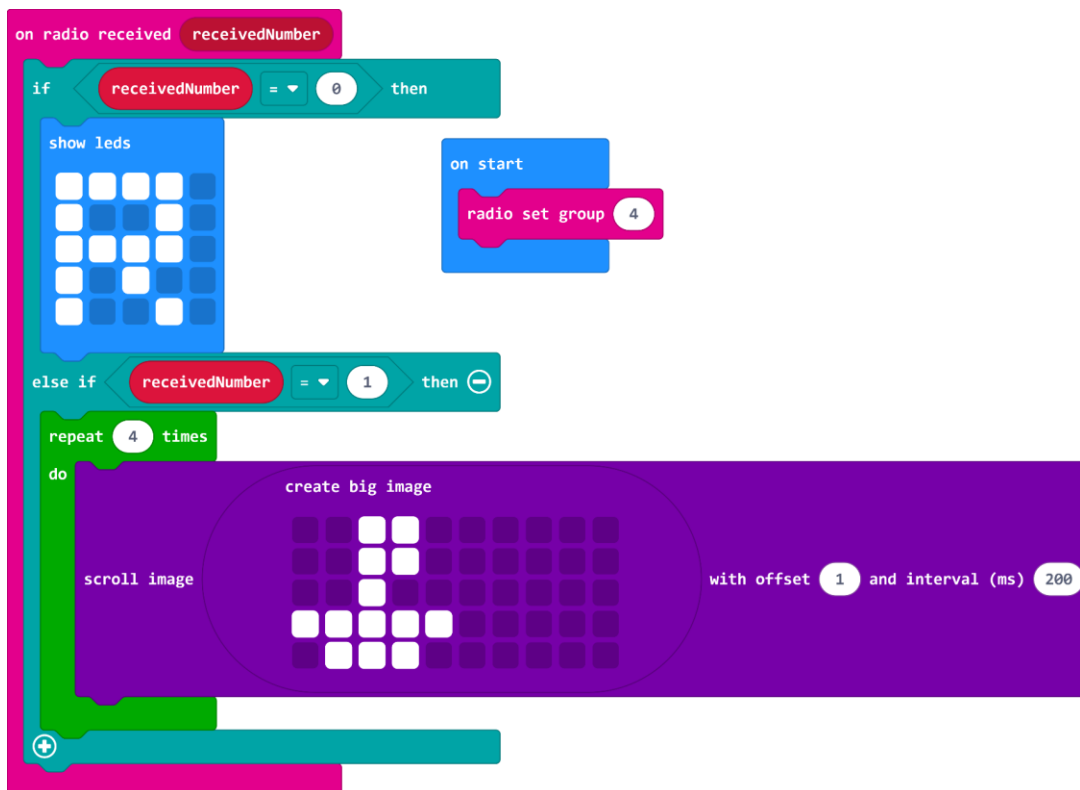 on radio received receivedNumber
if receivedNumber = 0 then
show leds
on start
radio set group 4
else if receivedNumber = 1 then
repeat 4 times
do
create big image
scroll image with offset 1 and interval (ms) 200